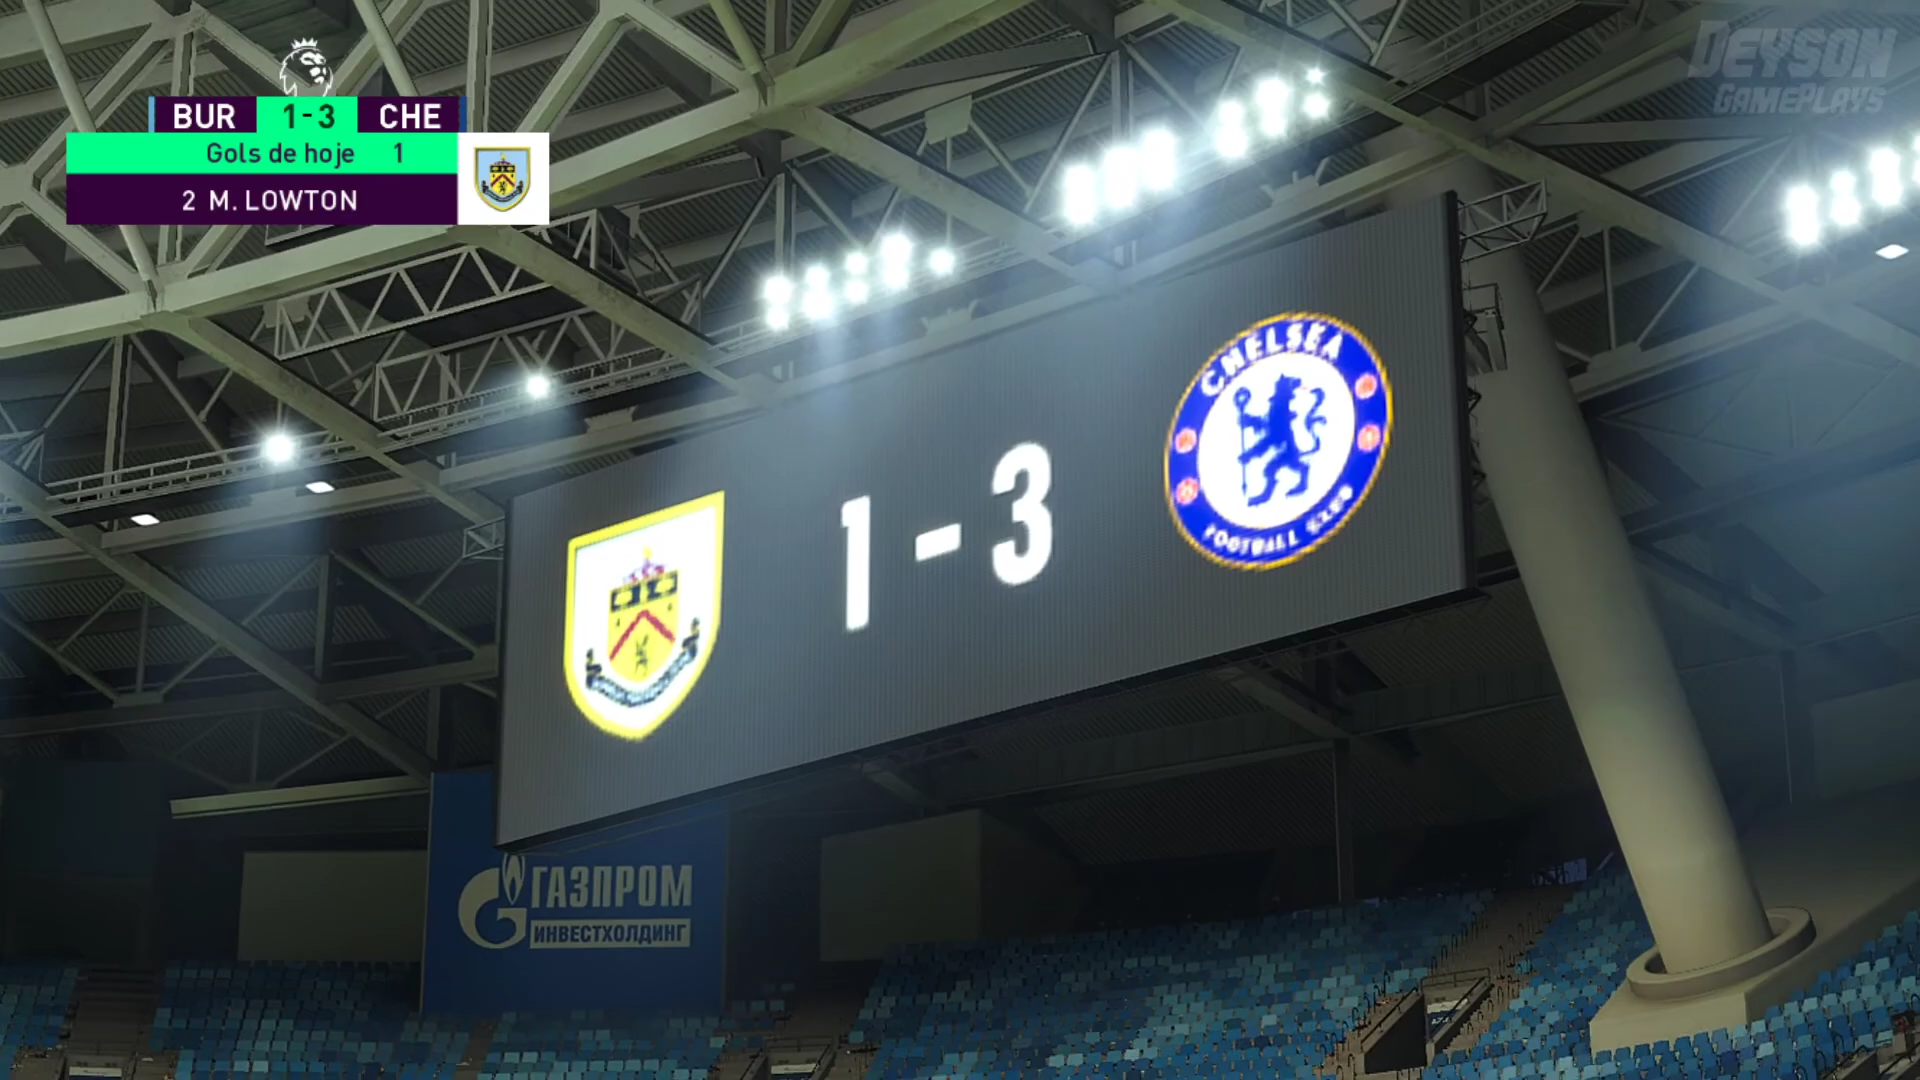 DEYSON
GAMEPLAYS
BUR 1-3 CHE
Gols de hoje 1
2 M. LOWTON
CHELSEA
FOOTBALL CLUB
1-3
ГАЗПРОМ
ИНВЕСТХОЛДИНГ